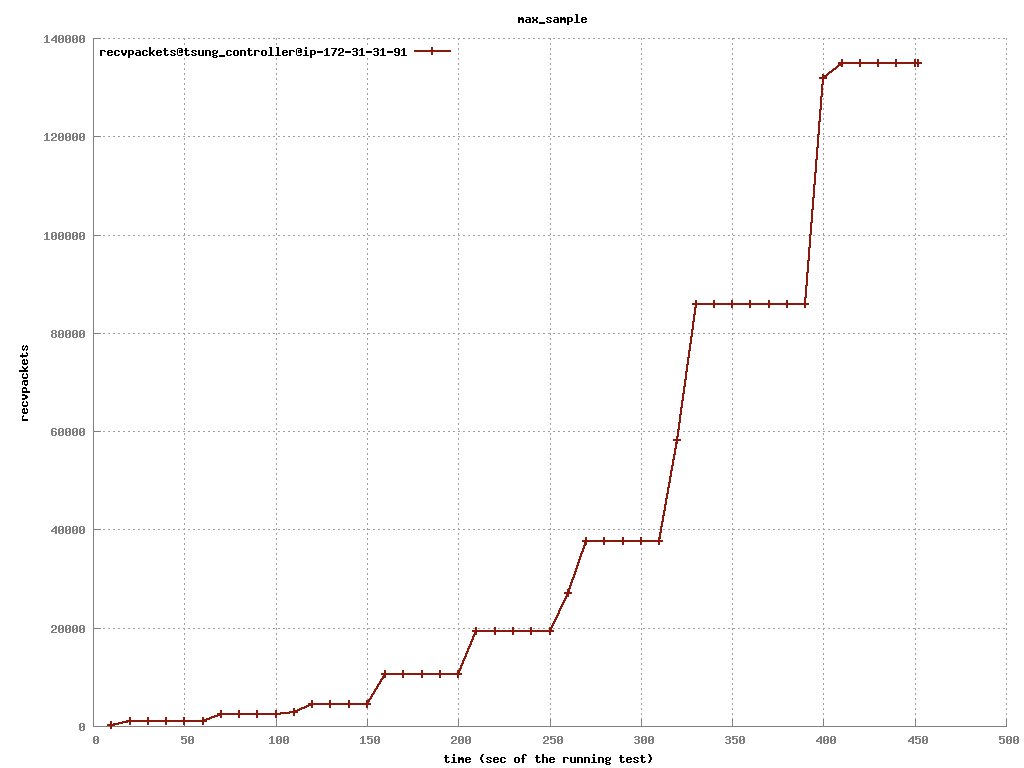 max_sample
recvpackets@tsung_controller@ip-172-31-31-91
140000
120000
100000
80000
60000
40000
20000
0
recvpackets
0 50 100 150 200 250 300 350 400 450 500
time (sec of the running test)